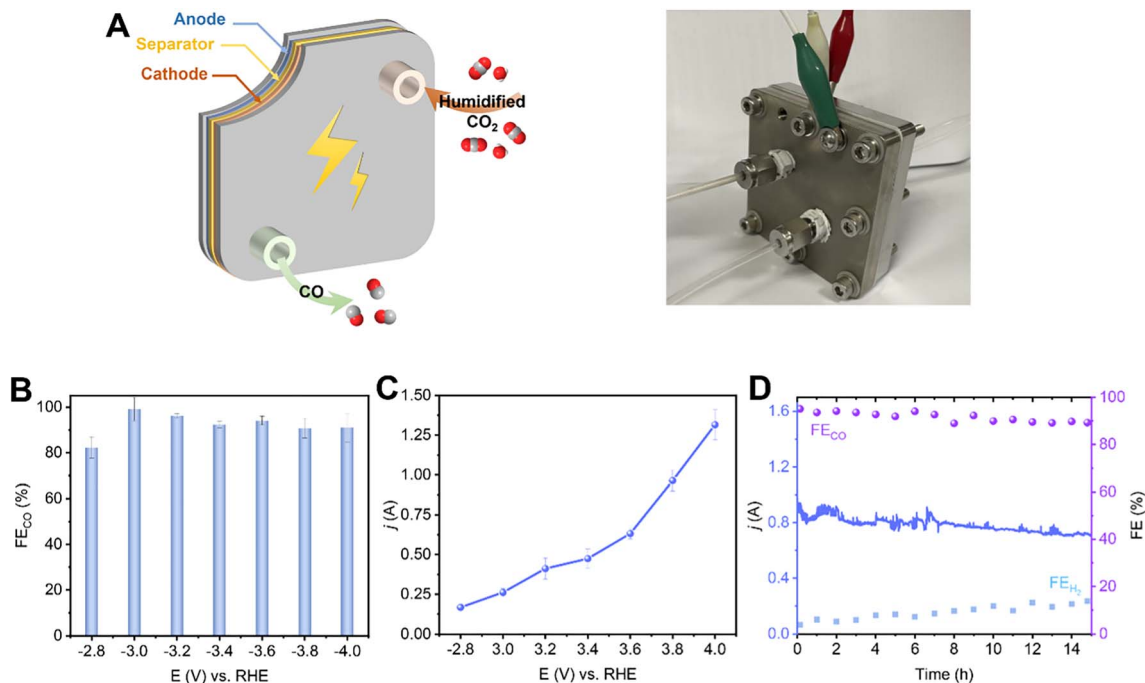 A
Anode
Separator
Cathode
Humidified
CO₂
CO
B
FE_CO (%)
100
80
60
40
20
0
-2.8
-3.0
-3.2
-3.4
-3.6
-3.8
-4.0
E (V) vs. RHE
C
j (A)
1.50
1.25
1.00
0.75
0.50
0.25
0.00
-2.8
3.0
3.2
3.4
3.6
3.8
4.0
E (V) vs. RHE
D
j (A)
1.6
1.2
0.8
0.4
0.0
FE_CO
FE_H₂
0
2
4
6
8
10
12
14
Time (h)
100
80
60
40
20
0
FE (%)